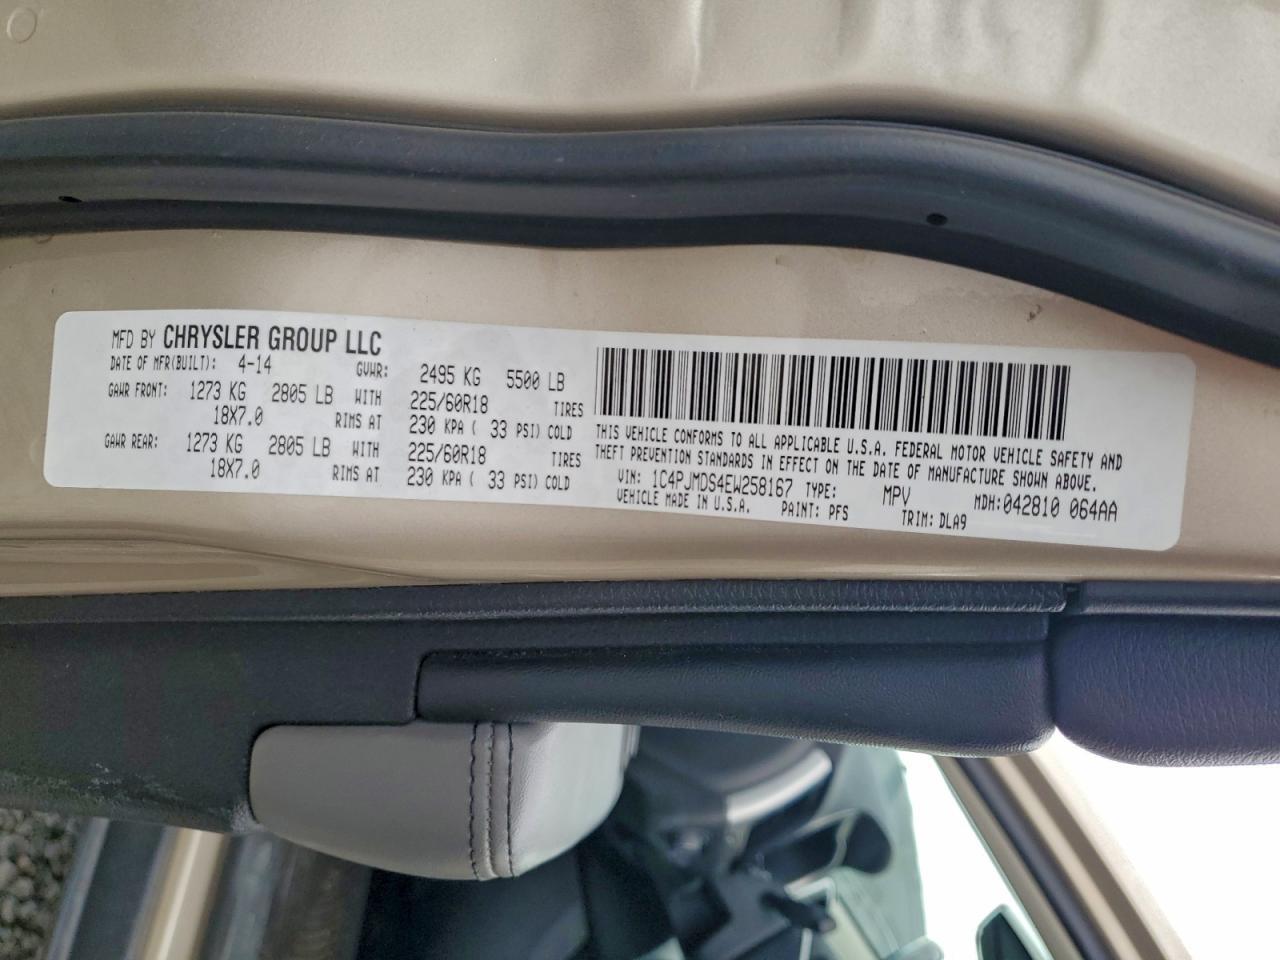 MFD BY CHRYSLER GROUP LLC
DATE OF MFR(BUILT): 4-14 GVWR: 2495 KG 5500 LB
GAWR FRONT: 1273 KG 2805 LB WITH 225/60R18 TIRES
18X7.0 RIMS AT 230 KPA ( 33 PSI) COLD
GAWR REAR: 1273 KG 2805 LB WITH 225/60R18 TIRES
18X7.0 RIMS AT 230 KPA ( 33 PSI) COLD
THIS VEHICLE CONFORMS TO ALL APPLICABLE U.S.A. FEDERAL MOTOR VEHICLE SAFETY AND
THEFT PREVENTION STANDARDS IN EFFECT ON THE DATE OF MANUFACTURE SHOWN ABOVE.
VIN: 1C4PJMDS4EW258167 TYPE: MPV MDH:042810 064AA
VEHICLE MADE IN U.S.A. PAINT: PFS TRIM: DLA9